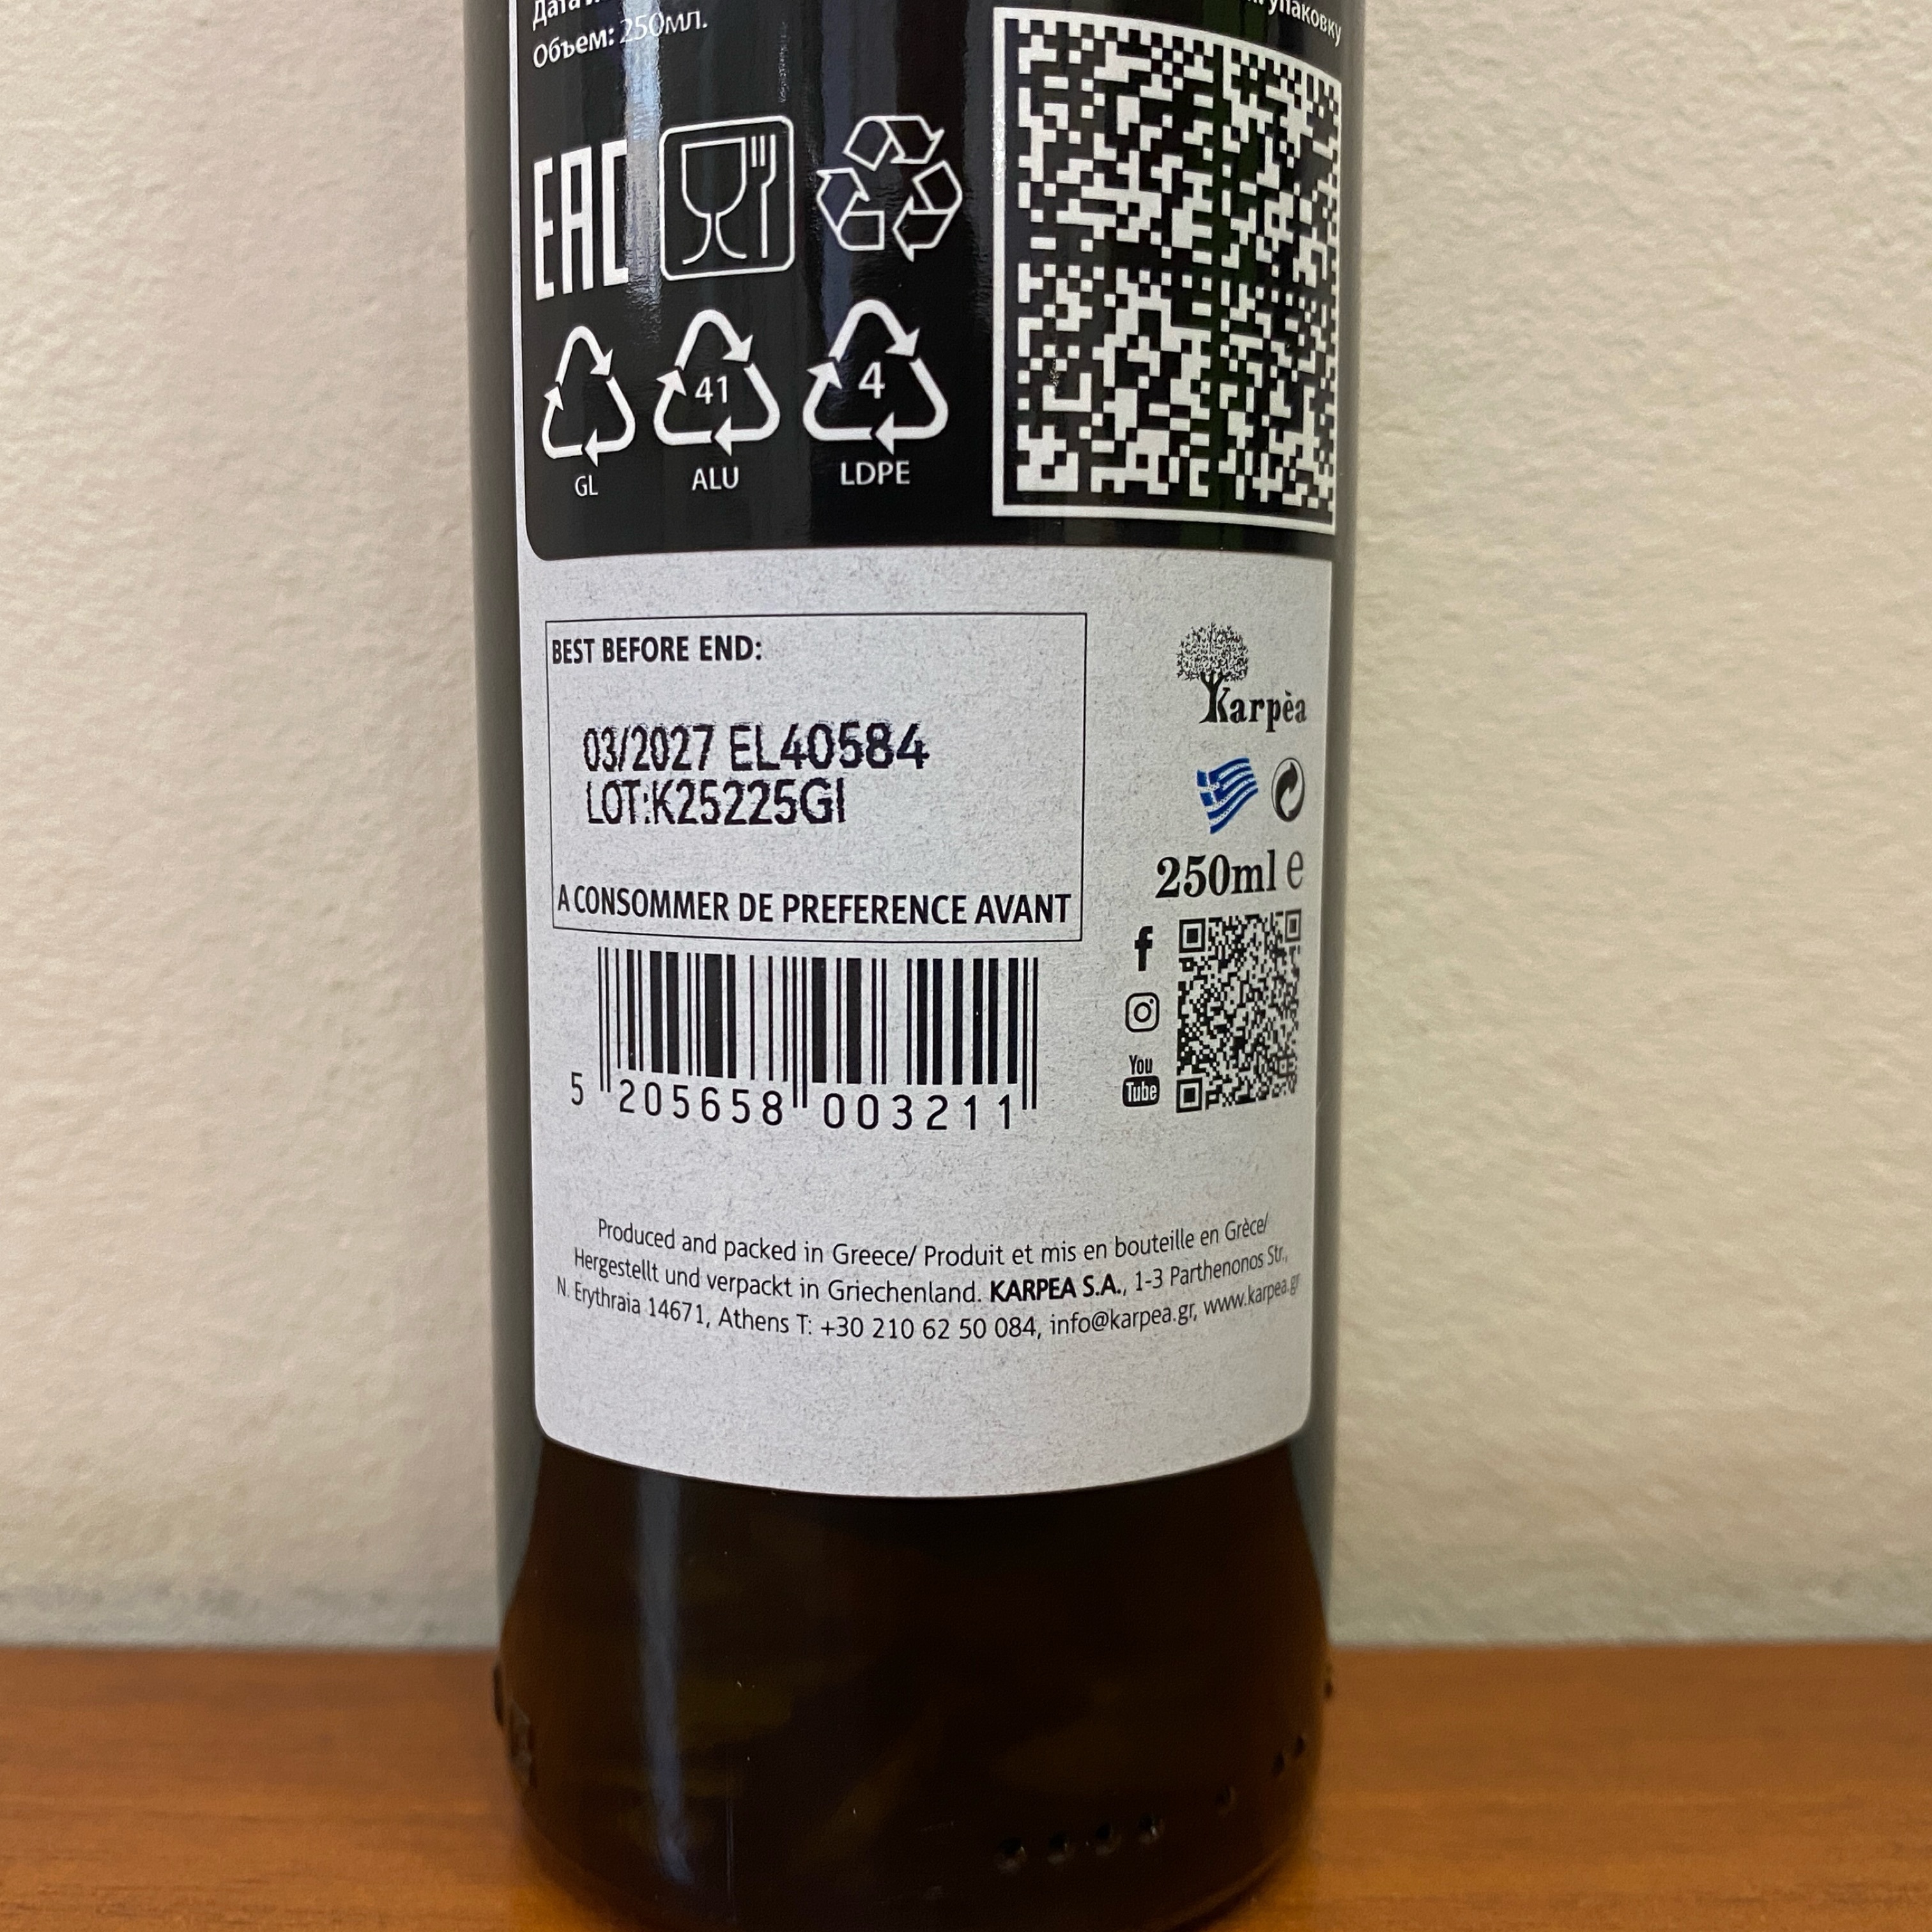 Дата
упаковку
Объем: 250мл.
EAC
41
4
GL
ALU
LDPE
BEST BEFORE END:
03/2027 EL40584
LOT:K25225GI
A CONSOMMER DE PREFERENCE AVANT
Karpèa
250ml e
f
You
Tube
5 205658 003211
Produced and packed in Greece/ Produit et mis en bouteille en Grèce/
Hergestellt und verpackt in Griechenland. KARPEA S.A., 1-3 Parthenonos Str.,
N. Erythraia 14671, Athens T: +30 210 62 50 084, info@karpea.gr, www.karpea.gr